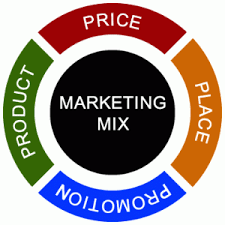 PRICE
PRODUCT
MARKETING
MIX
PLACE
PROMOTION